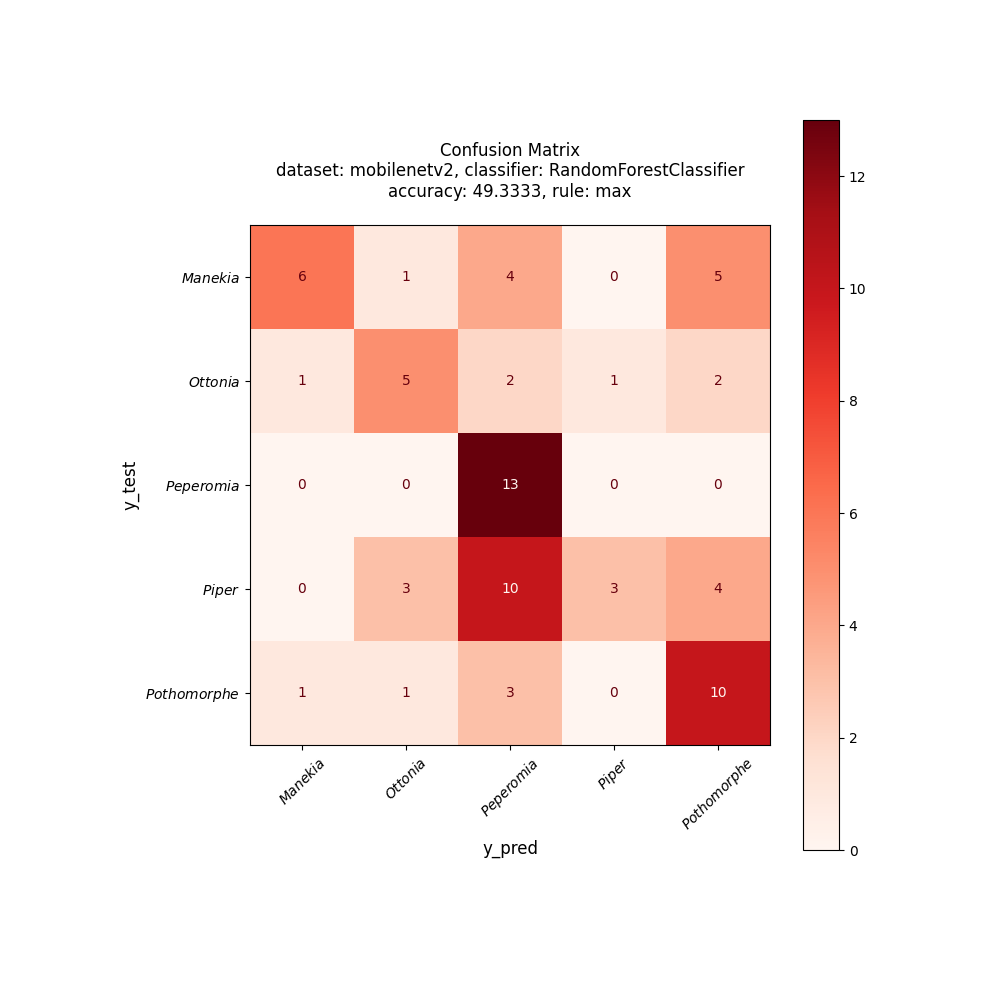 Confusion Matrix
dataset: mobilenetv2, classifier: RandomForestClassifier
accuracy: 49.3333, rule: max
y_test
Manekia 6 1 4 0 5
Ottonia 1 5 2 1 2
Peperomia 0 0 13 0 0
Piper 0 3 10 3 4
Pothomorphe 1 1 3 0 10
Manekia Ottonia Peperomia Piper Pothomorphe
y_pred
12
10
8
6
4
2
0